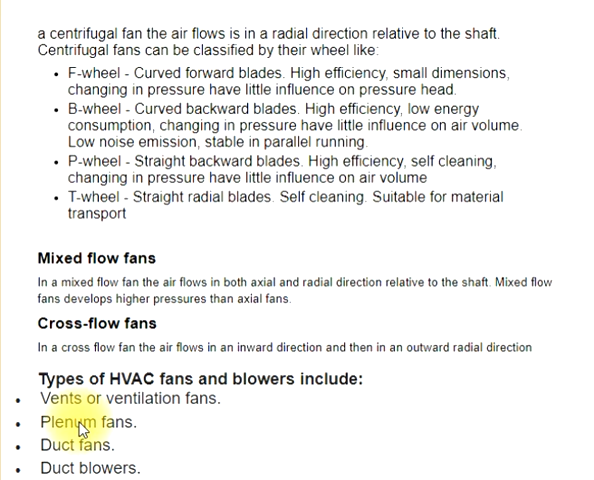 a centrifugal fan the air flows is in a radial direction relative to the shaft.
Centrifugal fans can be classified by their wheel like:
• F-wheel - Curved forward blades. High efficiency, small dimensions,
changing in pressure have little influence on pressure head.
• B-wheel - Curved backward blades. High efficiency, low energy
consumption, changing in pressure have little influence on air volume.
Low noise emission, stable in parallel running.
• P-wheel - Straight backward blades. High efficiency, self cleaning,
changing in pressure have little influence on air volume
• T-wheel - Straight radial blades. Self cleaning. Suitable for material
transport
Mixed flow fans
In a mixed flow fan the air flows in both axial and radial direction relative to the shaft. Mixed flow
fans develops higher pressures than axial fans.
Cross-flow fans
In a cross flow fan the air flows in an inward direction and then in an outward radial direction
Types of HVAC fans and blowers include:
• Vents or ventilation fans.
• Plenum fans.
• Duct fans.
• Duct blowers.